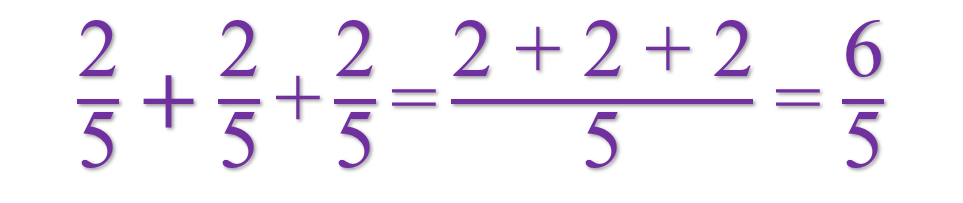 2/5 + 2/5 + 2/5 = (2 + 2 + 2)/5 = 6/5